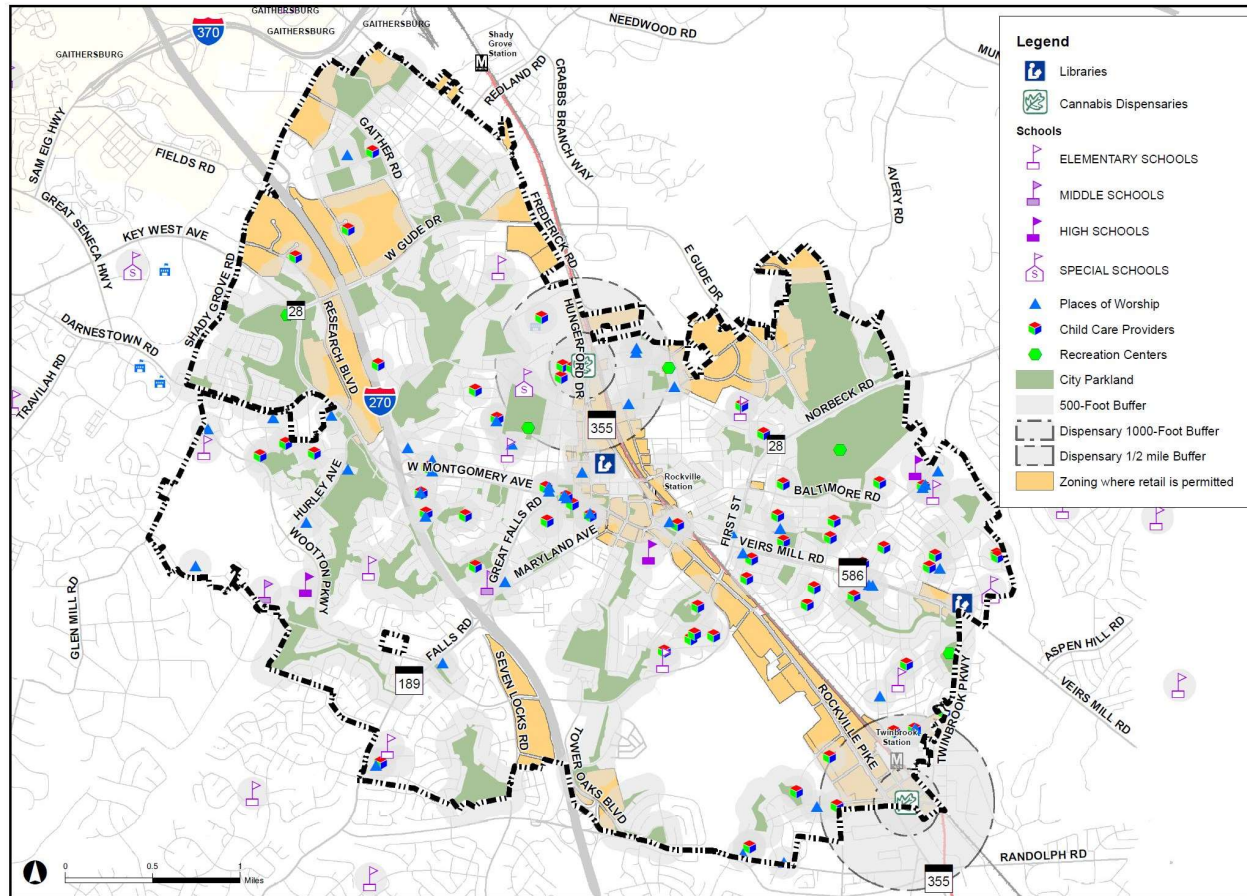 GAITHERSBURG
370
GAITHERSBURG
GAITHERSBURG
GAITHERSBURG
NEEDWOOD RD
Shady
Grove
Station
M
REDLAND RD
CRABBS BRANCH WAY
SAM EIG HWY
FIELDS RD
GAITHER RD
GREAT SENECA HWY
KEY WEST AVE
W GUDE DR
FREDERICK RD
AVERY RD
E GUDE DR
S
SHADY GROVE RD
28
DARNESTOWN RD
RESEARCH BLVD
HUNGERFORD DR
TRAVILAH RD
S
270
NORBECK RD
355
28
W MONTGOMERY AVE
Rockville
Station
BALTIMORE RD
HURLEY AVE
GREAT FALLS RD
FIRST ST
WOOTTON PKWY
MARYLAND AVE
VEIRS MILL RD
586
S
GLEN MILL RD
FALLS RD
189
SEVEN LOCKS RD
ASPEN HILL RD
VEIRS MILL RD
ROCKVILLE PIKE
TWINBROOK PKWY
Twinbrook
Station
M
TOWER OAKS BLVD
RANDOLPH RD
355
0 0.5 1
Miles
Legend
Libraries
Cannabis Dispensaries
Schools
ELEMENTARY SCHOOLS
MIDDLE SCHOOLS
HIGH SCHOOLS
S
SPECIAL SCHOOLS
Places of Worship
Child Care Providers
Recreation Centers
City Parkland
500-Foot Buffer
Dispensary 1000-Foot Buffer
Dispensary 1/2 mile Buffer
Zoning where retail is permitted